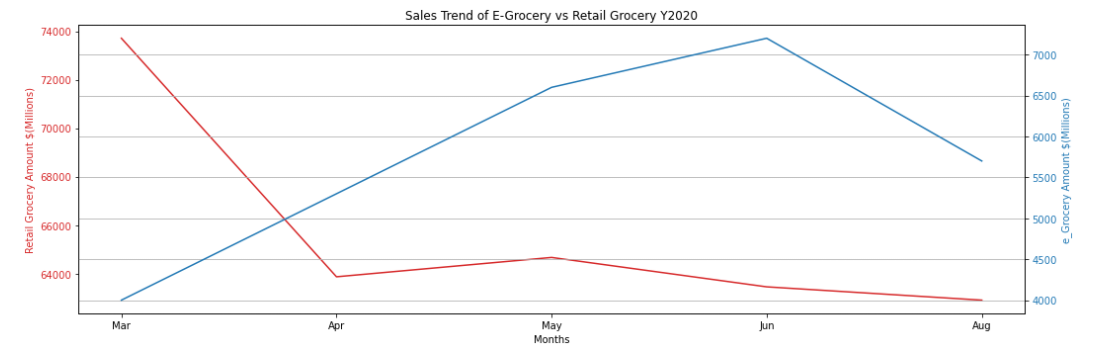 Sales Trend of E-Grocery vs Retail Grocery Y2020
Retail Grocery Amount $(Millions)
74000
72000
70000
68000
66000
64000
7000
6500
6000
5500
5000
4500
4000
e_Grocery Amount $(Millions)
Mar Apr May Jun Aug
Months